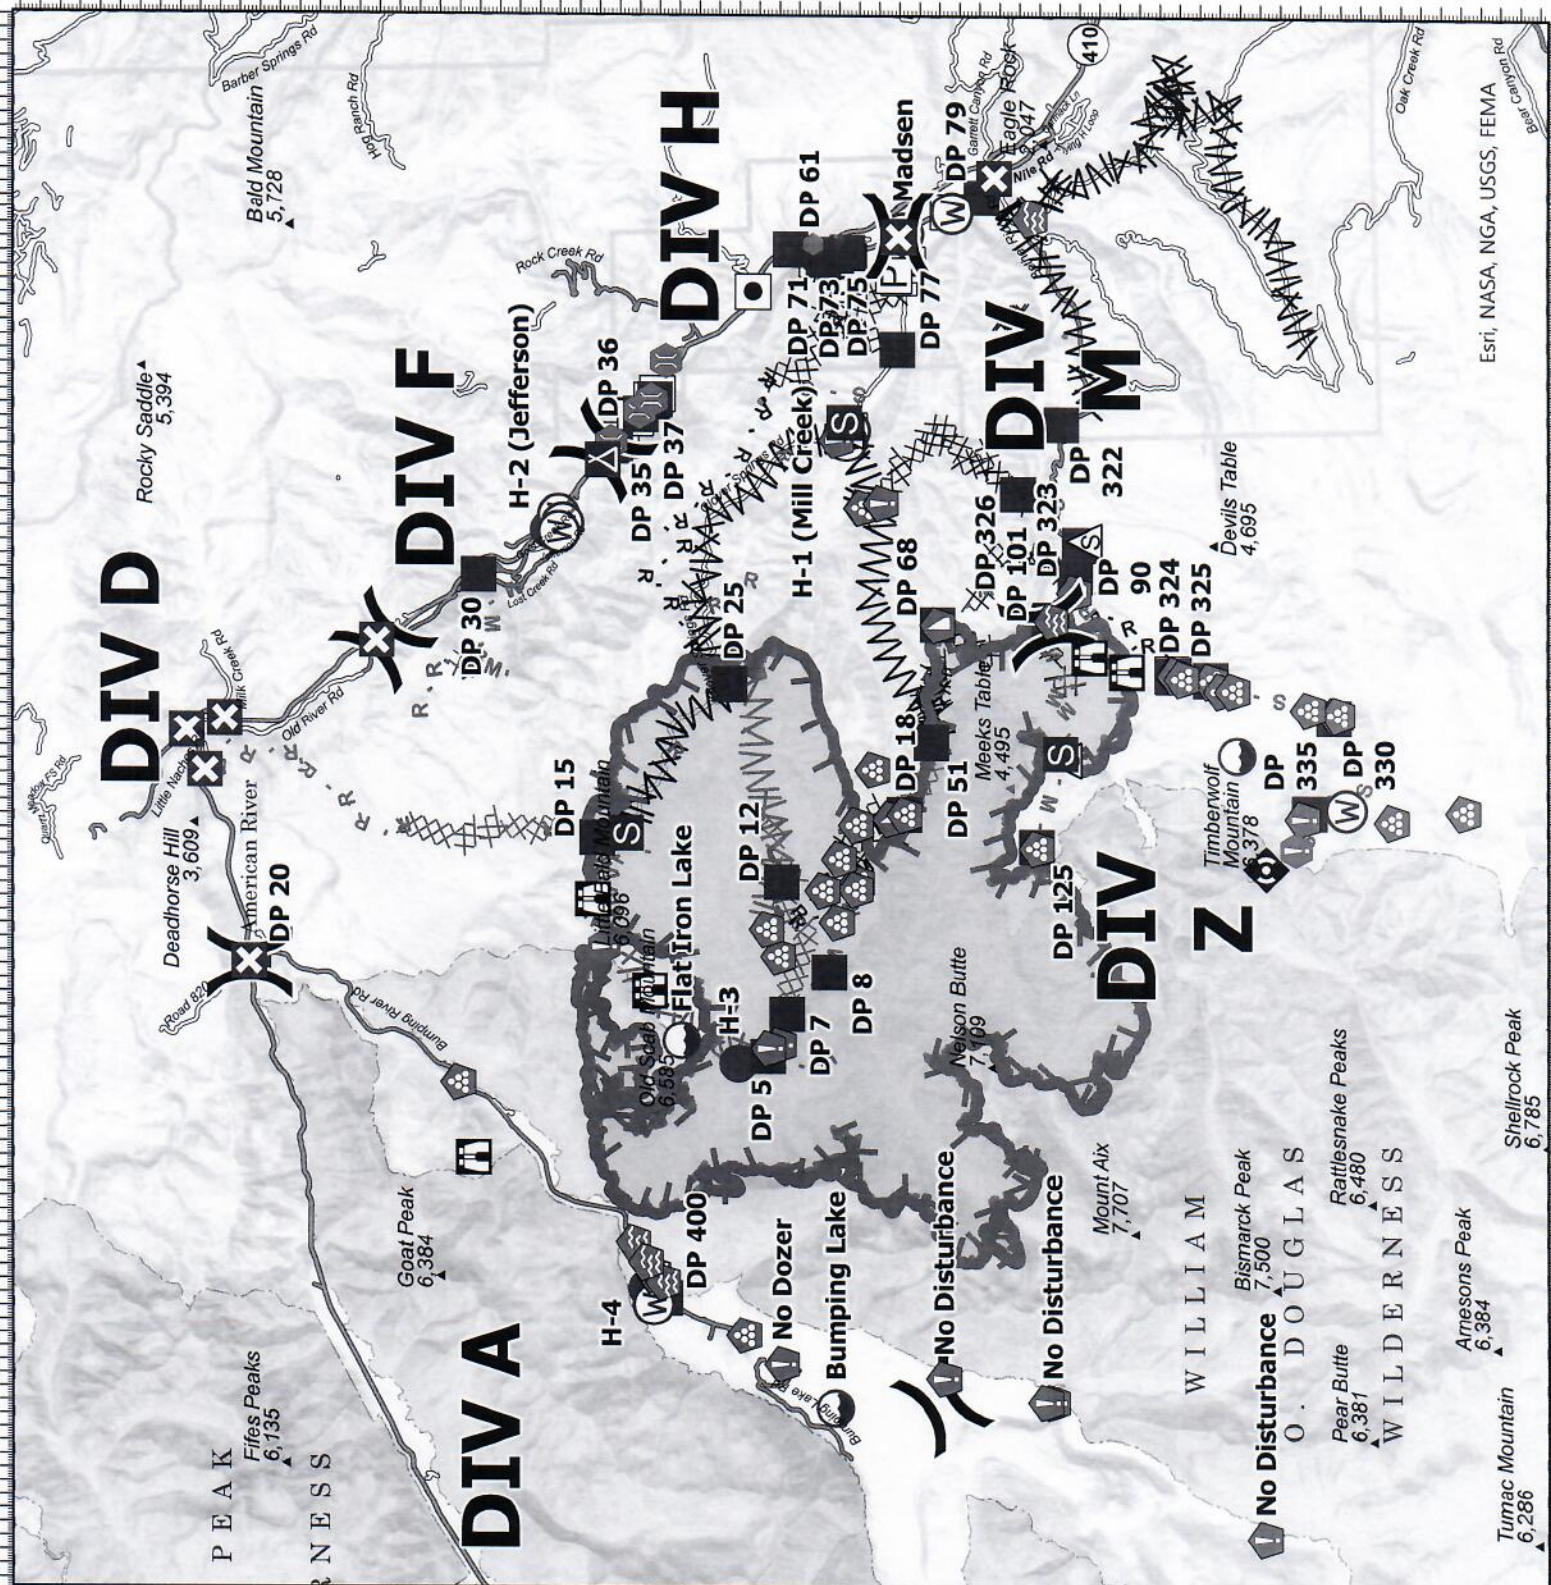 Barber Springs Rd
Bald Mountain
5,728
Hog Ranch Rd
Rocky Saddle
5,394
DIV D
Milk Creek Rd
Old River Rd
Deadhorse Hill
3,609
American River
DP 20
Road 820
Bumping River Rd
Goat Peak
6,384
Fifes Peaks
6,135
PEAK
DIV A
DIV F
DP 30
Lost Creek Rd
H-2 (Jefferson)
W
Rock Creek Rd
DP 36
DP 35
DP 37
DIV H
DP 61
DP 71
DP 73
DP 75
DP 77
P
Madsen
W
DP 79
Garrett Canyon Rd
Eagle Rock
Nile Rd
410
Oak Creek Rd
Bear Canyon Rd
Esri, NASA, NGA, USGS, FEMA
H-1 (Mill Creek)
S
DP 25
DP 15
S
Little Bald Mountain
6,096
DP 12
Flat Iron Lake
Old Scab Mountain
6,585
H-3
DP 5
DP 7
DP 8
DP 18
DP 51
DP 68
Meeks Table
4,495
DIV
M
DP
322
DP 323
DP 326
DP 101
S
DP
90
DP 324
DP 325
Devils Table
4,695
S
DP 125
DIV
Z
Timberwolf
Mountain
6,378
DP
335
W
DP
330
Nelson Butte
7,109
H-4
W
DP 400
No Dozer
Bumping Lake
Bumping Lake Rd
No Disturbance
No Disturbance
Mount Aix
7,707
Bismarck Peak
7,500
No Disturbance
WILLIAM
O. DOUGLAS
WILDERNESS
Rattlesnake Peaks
6,480
Pear Butte
6,381
Shellrock Peak
6,785
Amesons Peak
6,384
Tumac Mountain
6,286